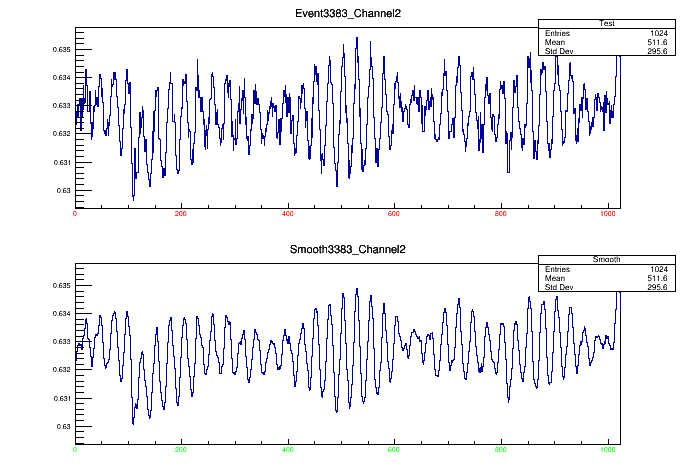 Event3383_Channel2
Test
Entries 1024
Mean 511.6
Std Dev 295.6
0.635
0.634
0.633
0.632
0.631
0.63
0 200 400 600 800 1000
Smooth3383_Channel2
Smooth
Entries 1024
Mean 511.6
Std Dev 295.6
0.635
0.634
0.633
0.632
0.631
0.63
0 200 400 600 800 1000